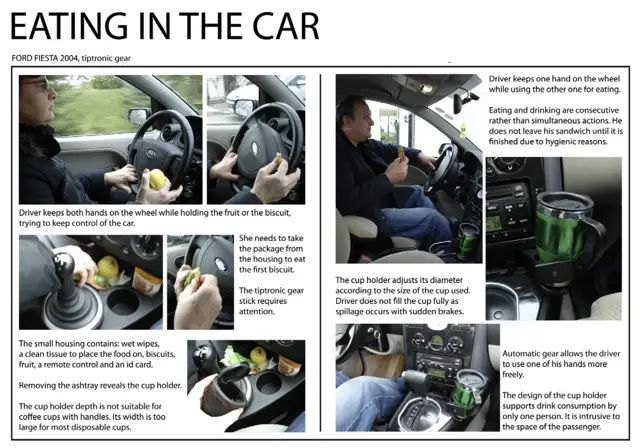 EATING IN THE CAR
FORD FIESTA 2004, tiptronic gear
Driver keeps both hands on the wheel while holding the fruit or the biscuit,
trying to keep control of the car.
She needs to take
the package from
the housing to eat
the first biscuit.
The tiptronic gear
stick requires
attention.
The small housing contains: wet wipes,
a clean tissue to place the food on, biscuits,
fruit, a remote control and an id card.
Removing the ashtray reveals the cup holder.
The cup holder depth is not suitable for
coffee cups with handles. Its width is too
large for most disposable cups.
Driver keeps one hand on the wheel
while using the other one for eating.
Eating and drinking are consecutive
rather than simultaneous actions. He
does not leave his sandwich until it is
finished due to hygienic reasons.
The cup holder adjusts its diameter
according to the size of the cup used.
Driver does not fill the cup fully as
spillage occurs with sudden brakes.
Automatic gear allows the driver
to use one of his hands more
freely.
The design of the cup holder
supports drink consumption by
only one person. It is intrusive to
the space of the passenger.